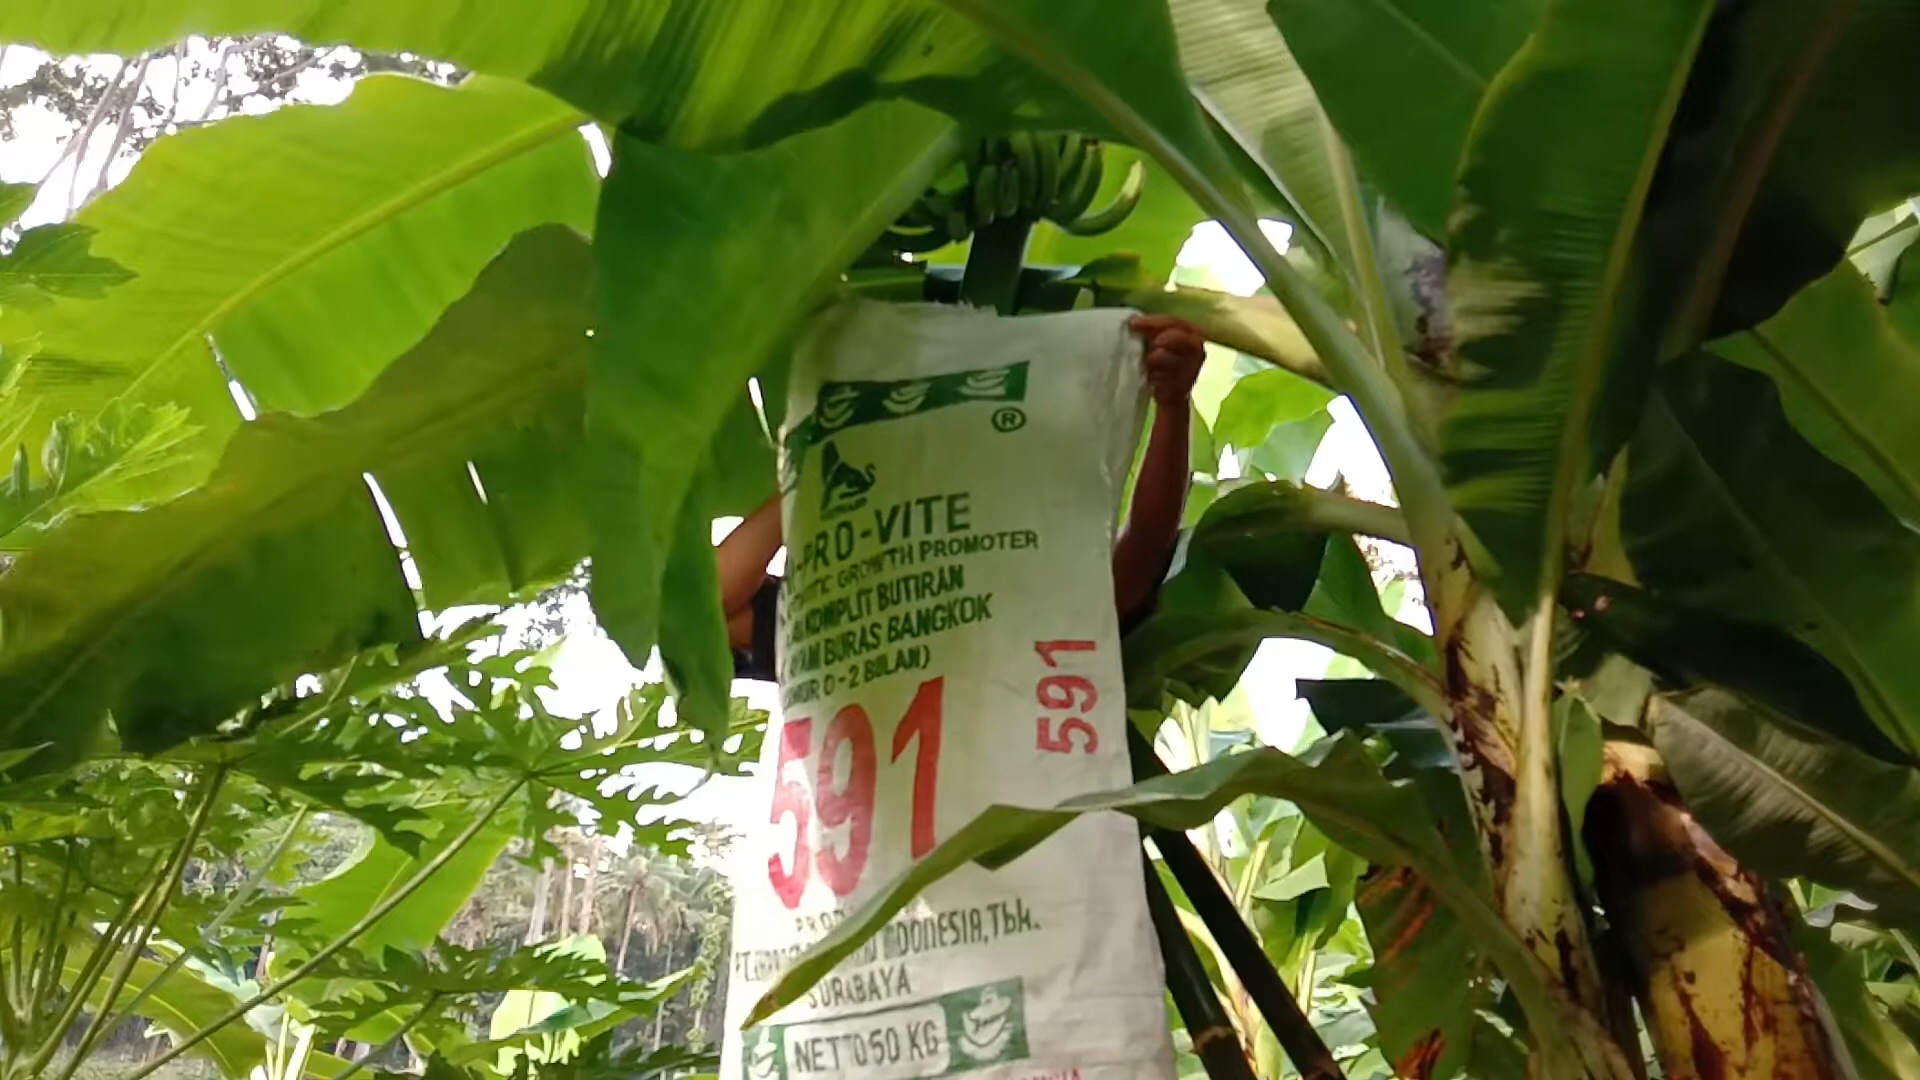 ®
-PRO-VITE
GROWTH PROMOTER
KOMPLIT BUTIRAN
AYAM BURAS BANGKOK
0-2 BULAN)
591
591
INDONESIA,Tbk.
SURABAYA
NETTO 50 KG